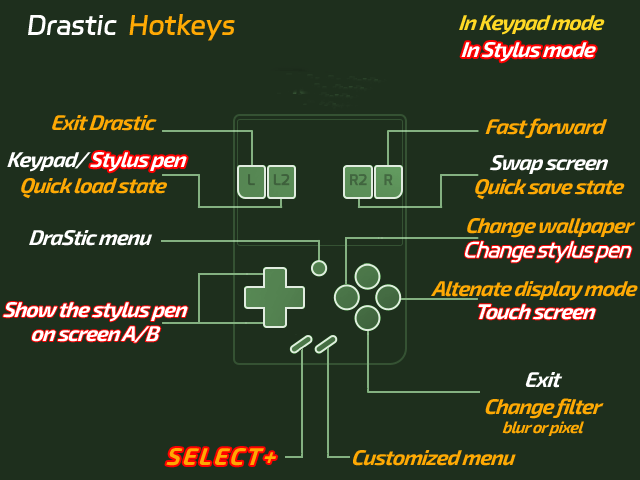 Drastic Hotkeys
In Keypad mode
In Stylus mode
Exit Drastic
Fast forward
Keypad/Stylus pen
Quick load state
L L2 R2 R
Swap screen
Quick save state
DraStic menu
Change wallpaper
Change stylus pen
Altenate display mode
Touch screen
Show the stylus pen
on screen A/B
Exit
Change filter
blur or pixel
SELECT+
Customized menu